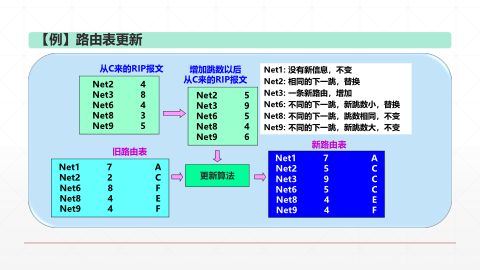 【例】路由表更新
从C来的RIP报文
Net2 4
Net3 8
Net6 4
Net8 3
Net9 5
增加跳数以后
从C来的RIP报文
Net2 5
Net3 9
Net6 5
Net8 4
Net9 6
Net1: 没有新信息，不变
Net2: 相同的下一跳，替换
Net3: 一条新路由，增加
Net6: 不同的下一跳，新跳数小，替换
Net8: 不同的下一跳，跳数相同，不变
Net9: 不同的下一跳，新跳数大，不变
旧路由表
Net1 7 A
Net2 2 C
Net6 8 F
Net8 4 E
Net9 4 F
更新算法
新路由表
Net1 7 A
Net2 5 C
Net3 9 C
Net6 5 C
Net8 4 E
Net9 4 F